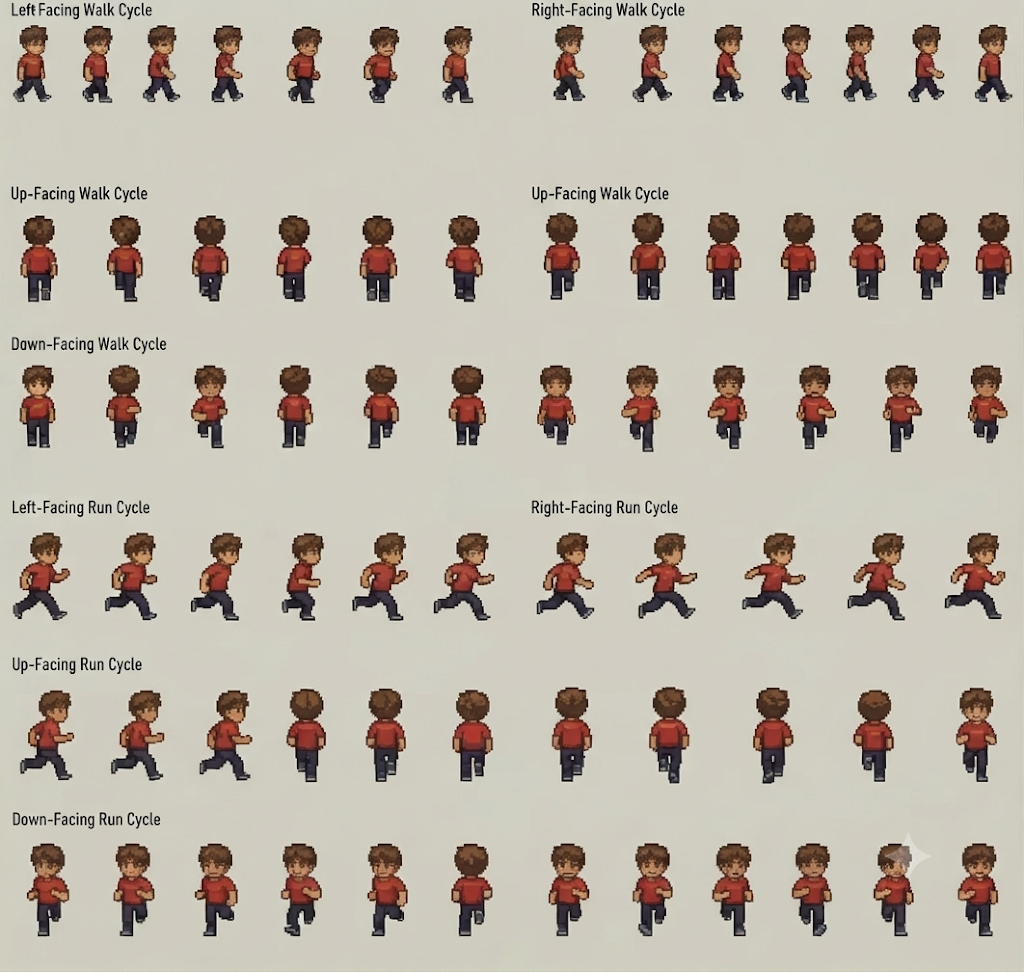 Left Facing Walk Cycle
Right-Facing Walk Cycle
Up-Facing Walk Cycle
Up-Facing Walk Cycle
Down-Facing Walk Cycle
Left-Facing Run Cycle
Right-Facing Run Cycle
Up-Facing Run Cycle
Down-Facing Run Cycle